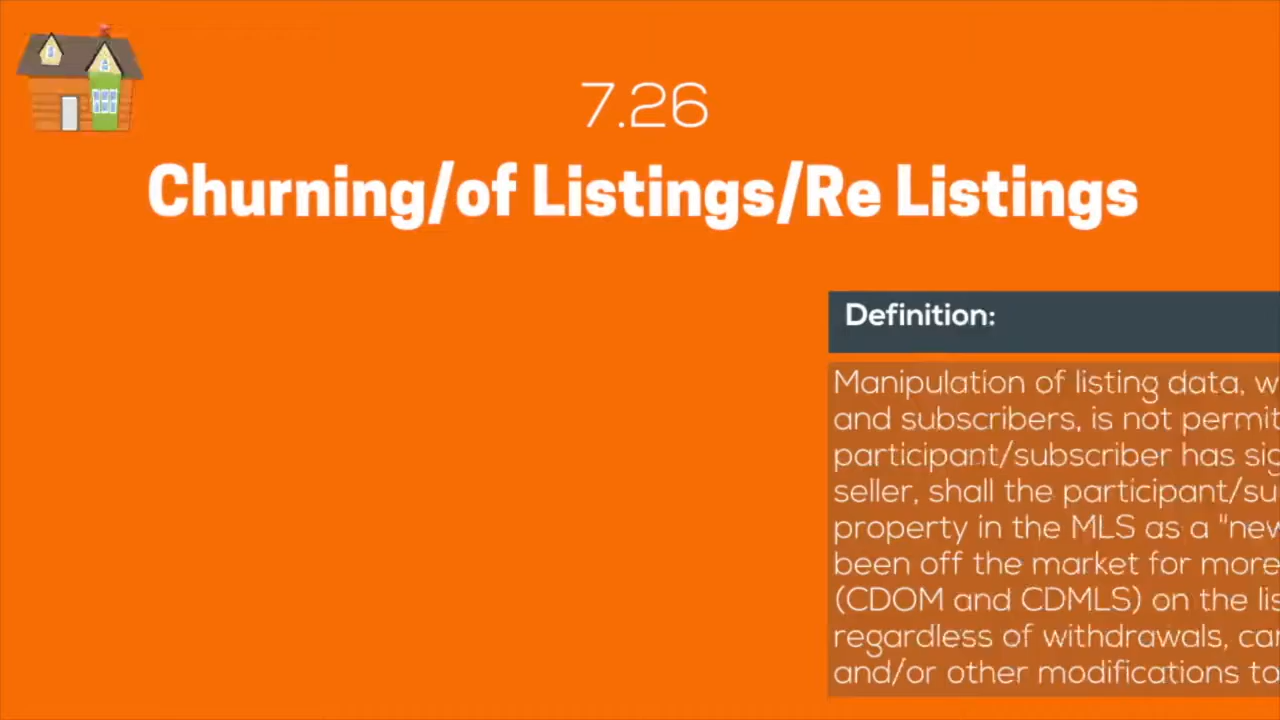 7.26
Churning/of Listings/Re Listings
Definition:
Manipulation of listing data, w
and subscribers, is not permit
participant/subscriber has sig
seller, shall the participant/su
property in the MLS as a "new
been off the market for more
(CDOM and CDMLS) on the lis
regardless of withdrawals, can
and/or other modifications to